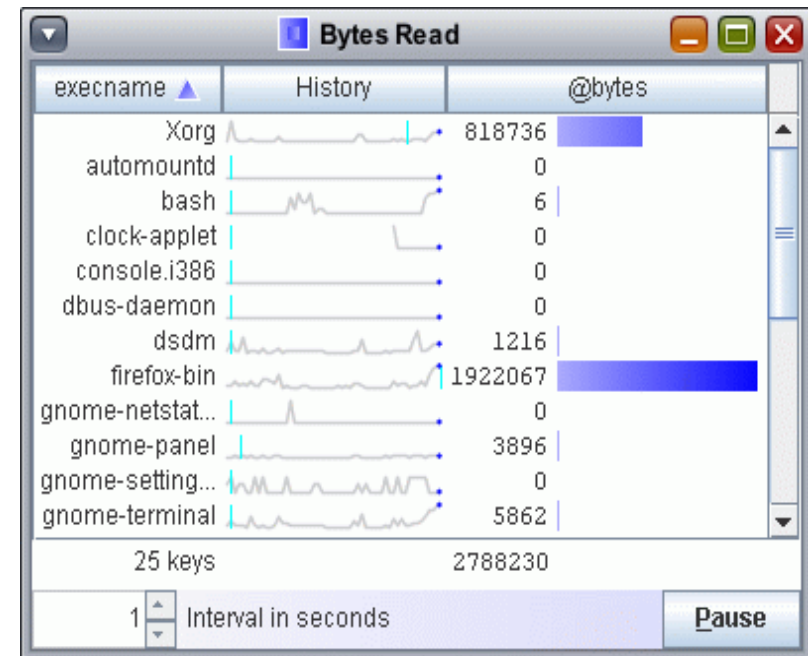 Bytes Read
execname History @bytes
Xorg 818736
automountd 0
bash 6
clock-applet 0
console.i386 0
dbus-daemon 0
dsdm 1216
firefox-bin 1922067
gnome-netstat... 0
gnome-panel 3896
gnome-setting... 0
gnome-terminal 5862
25 keys 2788230
1 Interval in seconds Pause